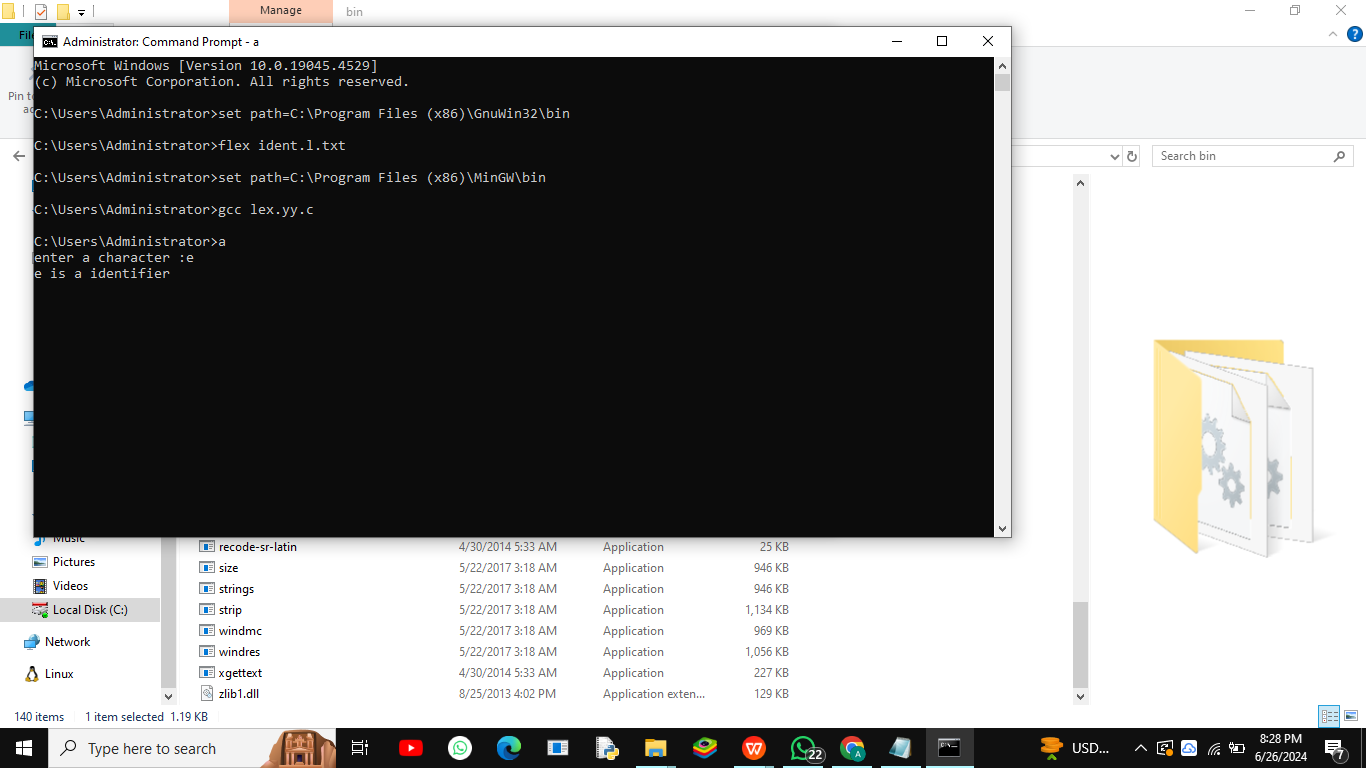 Manage
bin
Administrator: Command Prompt - a
Microsoft Windows [Version 10.0.19045.4529]
(c) Microsoft Corporation. All rights reserved.
C:\Users\Administrator>set path=C:\Program Files (x86)\GnuWin32\bin
C:\Users\Administrator>flex ident.l.txt
C:\Users\Administrator>set path=C:\Program Files (x86)\MinGW\bin
C:\Users\Administrator>gcc lex.yy.c
C:\Users\Administrator>a
enter a character :e
e is a identifier
Search bin
Music
Pictures
Videos
Local Disk (C:)
Network
Linux
recode-sr-latin 4/30/2014 5:33 AM Application 25 KB
size 5/22/2017 3:18 AM Application 946 KB
strings 5/22/2017 3:18 AM Application 946 KB
strip 5/22/2017 3:18 AM Application 1,134 KB
windmc 5/22/2017 3:18 AM Application 969 KB
windres 5/22/2017 3:18 AM Application 1,056 KB
xgettext 4/30/2014 5:33 AM Application 227 KB
zlib1.dll 8/25/2013 4:02 PM Application exten... 129 KB
140 items 1 item selected 1.19 KB
Type here to search
22
A
USD...
8:28 PM
6/26/2024
7